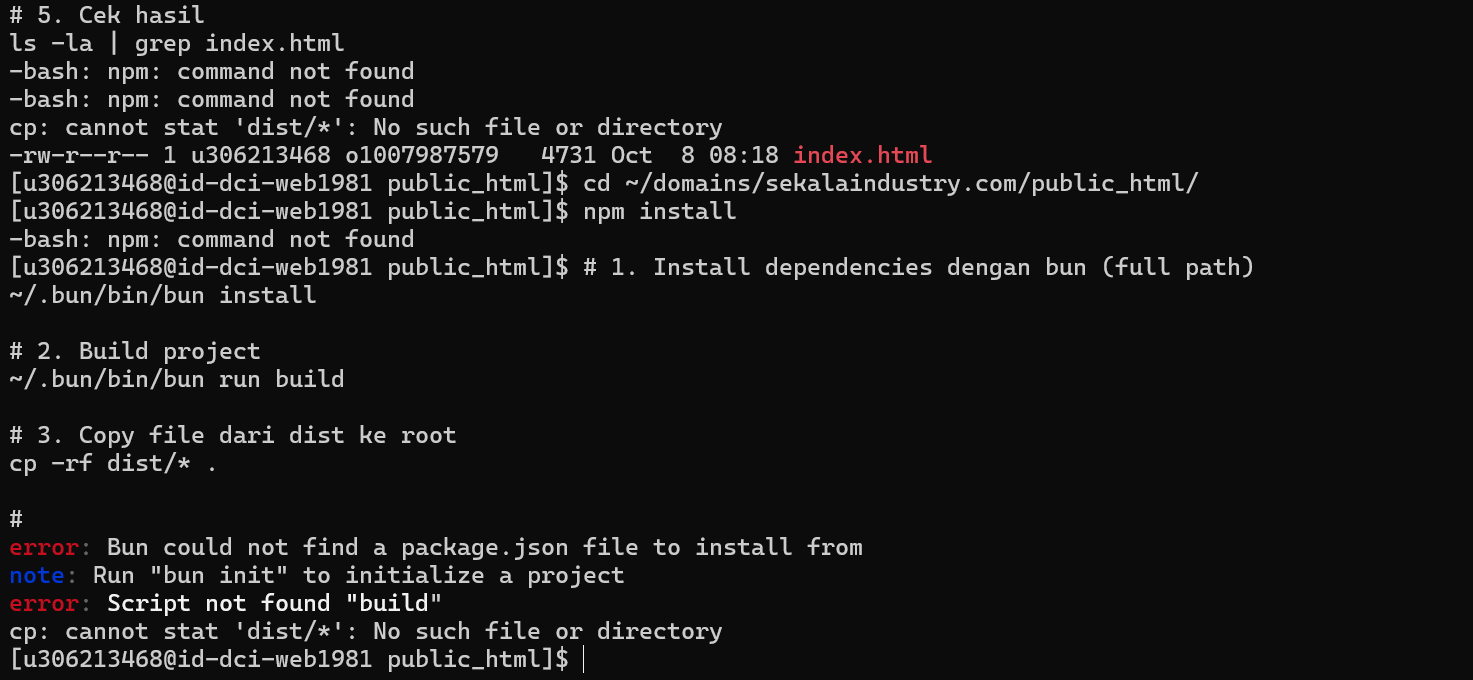 # 5. Cek hasil
ls -la | grep index.html
-bash: npm: command not found
-bash: npm: command not found
cp: cannot stat 'dist/*': No such file or directory
-rw-r--r-- 1 u306213468 o1007987579   4731 Oct  8 08:18 index.html
[u306213468@id-dci-web1981 public_html]$ cd ~/domains/sekalaindustry.com/public_html/
[u306213468@id-dci-web1981 public_html]$ npm install
-bash: npm: command not found
[u306213468@id-dci-web1981 public_html]$ # 1. Install dependencies dengan bun (full path)
~/.bun/bin/bun install
# 2. Build project
~/.bun/bin/bun run build
# 3. Copy file dari dist ke root
cp -rf dist/* .
#
error: Bun could not find a package.json file to install from
note: Run "bun init" to initialize a project
error: Script not found "build"
cp: cannot stat 'dist/*': No such file or directory
[u306213468@id-dci-web1981 public_html]$